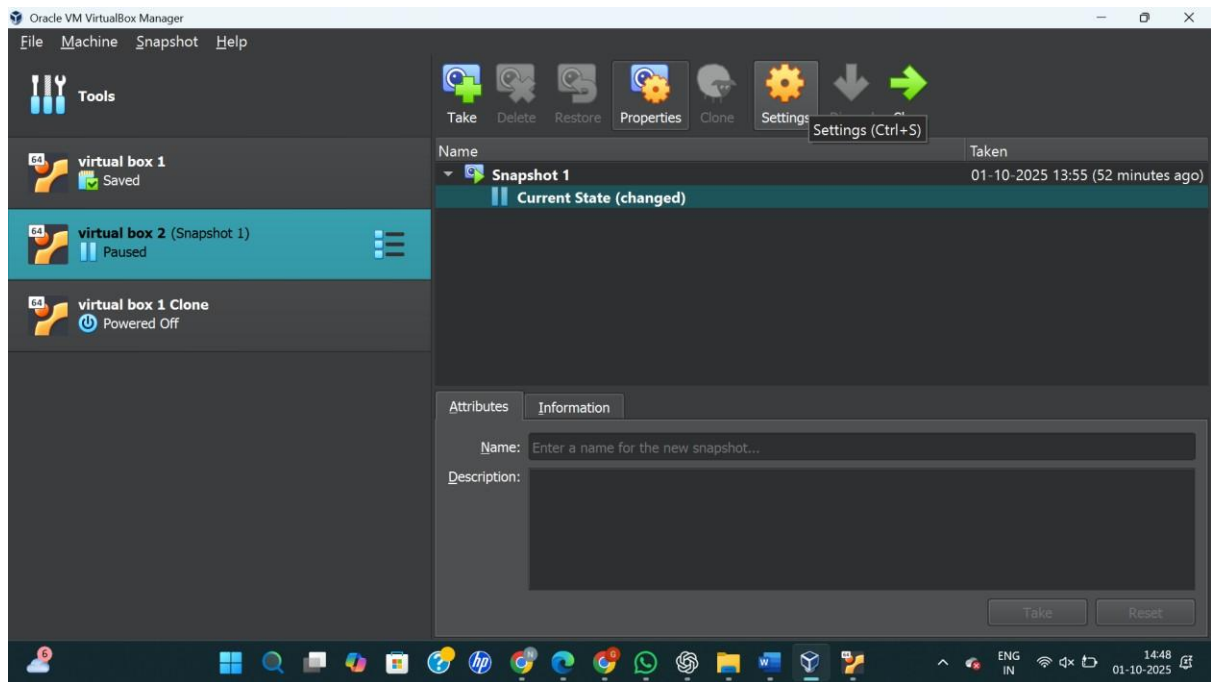 Oracle VM VirtualBox Manager
File Machine Snapshot Help
Tools
Take Delete Restore Properties Clone Settings
Settings (Ctrl+S)
Name Taken
64 virtual box 1
Saved
Snapshot 1 01-10-2025 13:55 (52 minutes ago)
Current State (changed)
64 virtual box 2 (Snapshot 1)
Paused
64 virtual box 1 Clone
Powered Off
Attributes Information
Name: Enter a name for the new snapshot...
Description:
Take Reset
6
ENG 14:48
IN 01-10-2025